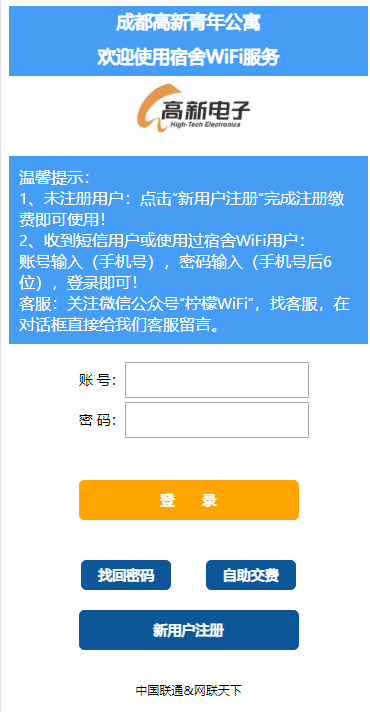 成都高新青年公寓
欢迎使用宿舍WiFi服务
高新电子
High-Tech Electronics
温馨提示：
1、未注册用户：点击“新用户注册”完成注册缴
费即可使用！
2、收到短信用户或使用过宿舍WiFi用户：
账号输入（手机号），密码输入（手机号后6
位），登录即可！
客服：关注微信公众号“柠檬WiFi”，找客服，在
对话框直接给我们客服留言。
账 号：
密 码：
登 录
找回密码 自助交费
新用户注册
中国联通&网联天下